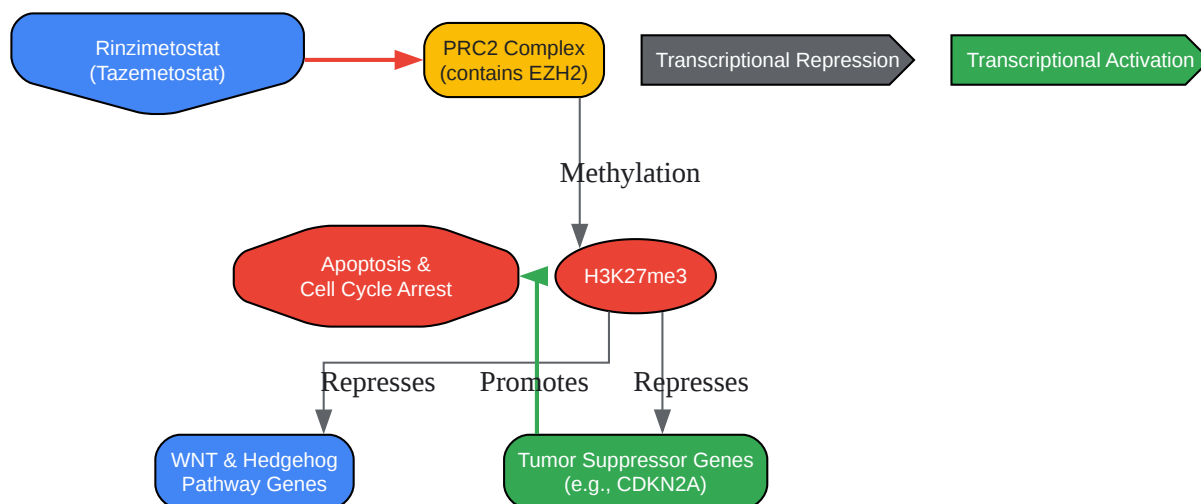 Rinzimetostat
(Tazemetostat)
PRC2 Complex
(contains EZH2)
Transcriptional Repression
Transcriptional Activation
Methylation
Apoptosis &
Cell Cycle Arrest
H3K27me3
Represses
Promotes
Represses
WNT & Hedgehog
Pathway Genes
Tumor Suppressor Genes
(e.g., CDKN2A)